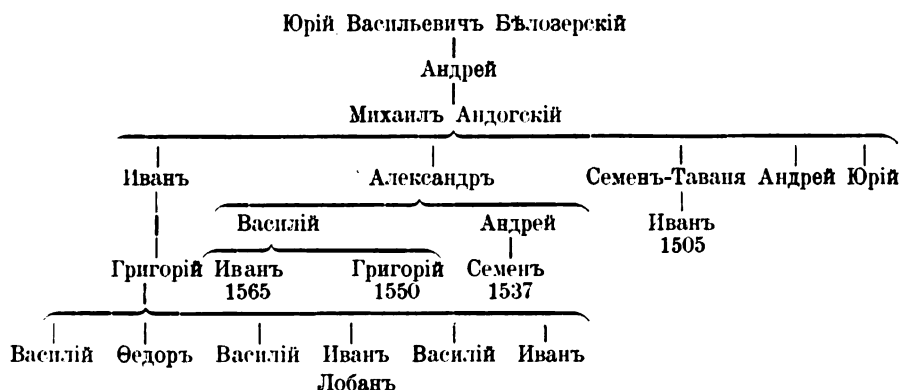 Юрій Васильевичъ Бѣлозерскій
Андрей
Михаилъ Андогскій
Иванъ Александръ Семенъ-Таваня Андрей Юрій
Василій Андрей Иванъ
1505
Григорій Иванъ Григорій Семенъ
1565 1550 1537
Василій Ѳедоръ Василій Иванъ Василій Иванъ
Лобанъ